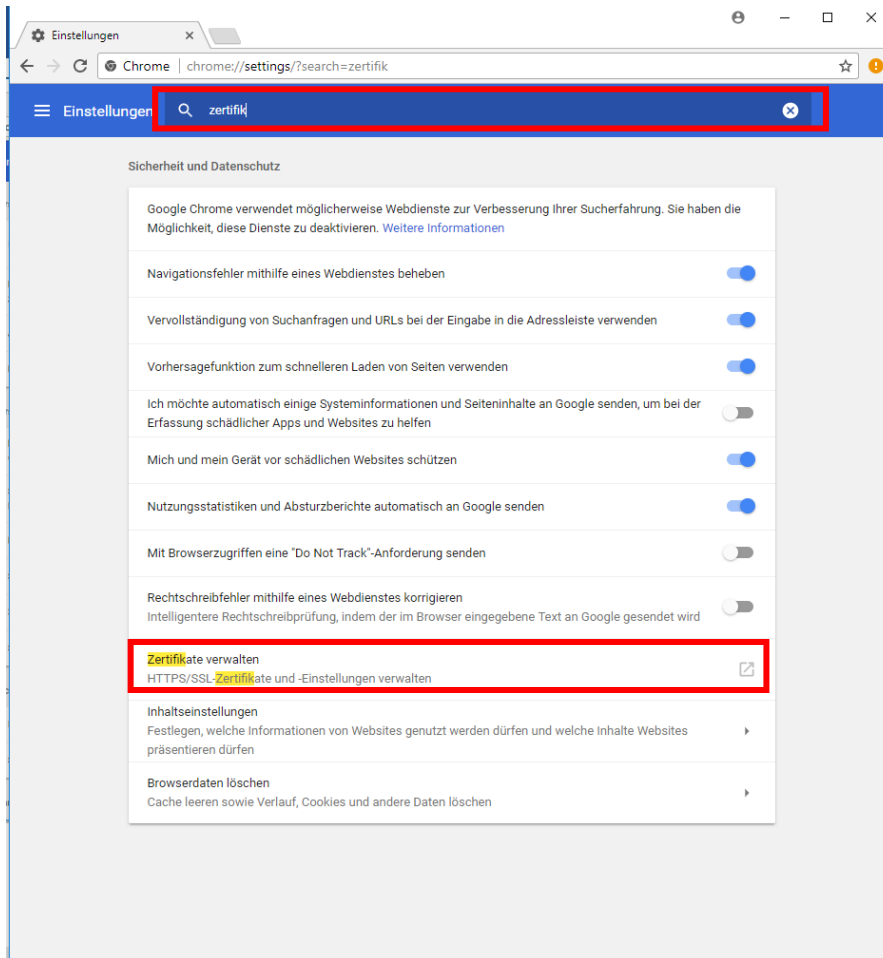 Einstellungen
Chrome | chrome://settings/?search=zertifik
Einstellungen
zertifik
Sicherheit und Datenschutz
Google Chrome verwendet möglicherweise Webdienste zur Verbesserung Ihrer Sucherfahrung. Sie haben die
Möglichkeit, diese Dienste zu deaktivieren. Weitere Informationen
Navigationsfehler mithilfe eines Webdienstes beheben
Vervollständigung von Suchanfragen und URLs bei der Eingabe in die Adressleiste verwenden
Vorhersagefunktion zum schnelleren Laden von Seiten verwenden
Ich möchte automatisch einige Systeminformationen und Seiteninhalte an Google senden, um bei der
Erfassung schädlicher Apps und Websites zu helfen
Mich und mein Gerät vor schädlichen Websites schützen
Nutzungsstatistiken und Absturzberichte automatisch an Google senden
Mit Browserzugriffen eine "Do Not Track"-Anforderung senden
Rechtschreibfehler mithilfe eines Webdienstes korrigieren
Intelligentere Rechtschreibprüfung, indem der im Browser eingegebene Text an Google gesendet wird
Zertifikate verwalten
HTTPS/SSL-Zertifikate und -Einstellungen verwalten
Inhaltseinstellungen
Festlegen, welche Informationen von Websites genutzt werden dürfen und welche Inhalte Websites
präsentieren dürfen
Browserdaten löschen
Cache leeren sowie Verlauf, Cookies und andere Daten löschen